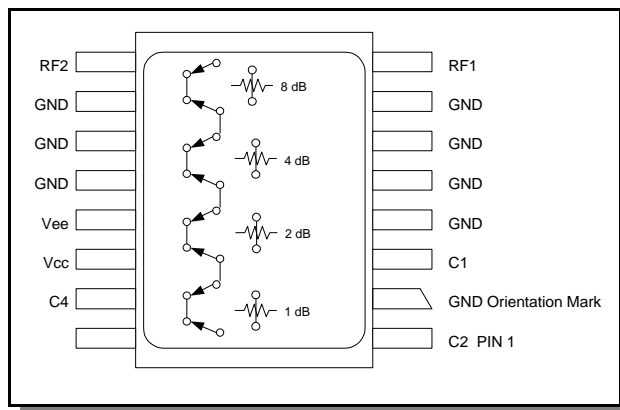 RF2
RF1
8 dB
GND
GND
GND
GND
4 dB
GND
GND
Vee
GND
2 dB
Vcc
C1
C4
GND Orientation Mark
1 dB
C2 PIN 1